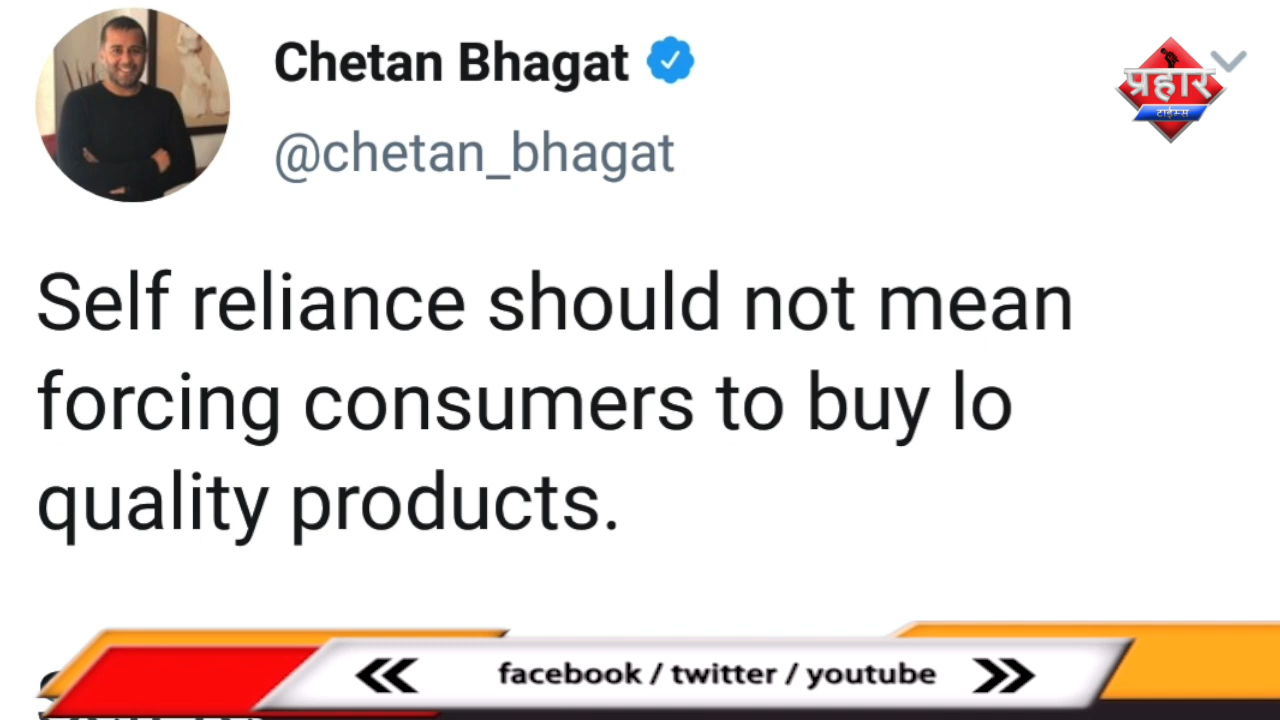 Chetan Bhagat
@chetan_bhagat
प्रहार
टाईम्स
Self reliance should not mean
forcing consumers to buy lo
quality products.
facebook / twitter / youtube